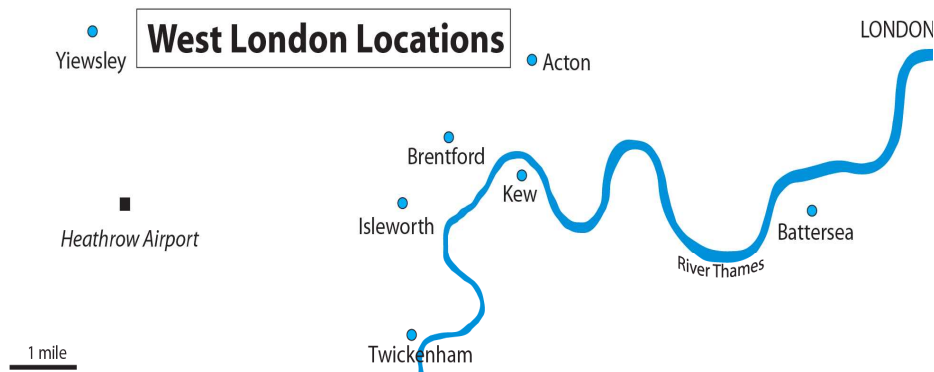 West London Locations
LONDON
Yiewsley
Acton
Brentford
Kew
Isleworth
Battersea
Heathrow Airport
River Thames
Twickenham
1 mile